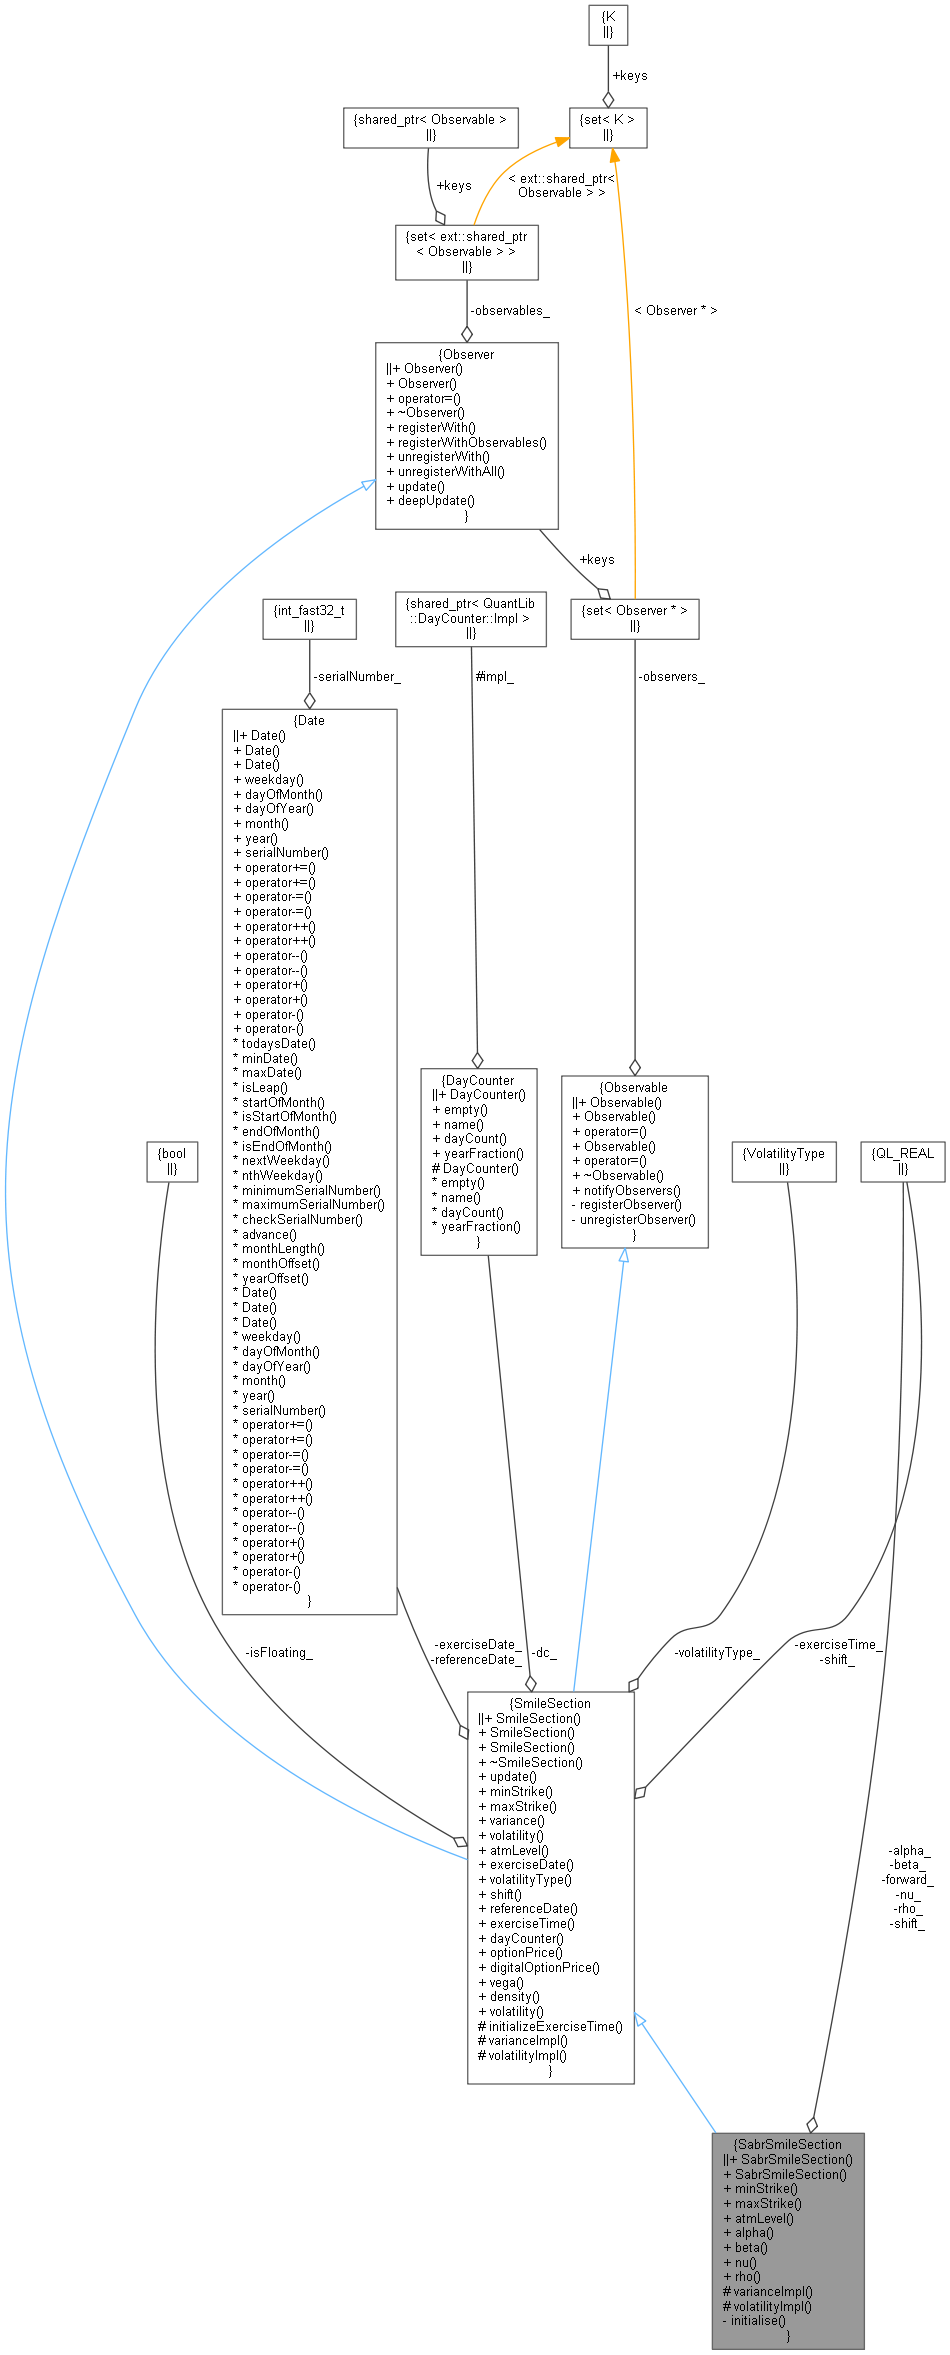 {K
||}
+keys
{shared_ptr< Observable >
||}
{set< K >
||}
+keys
< ext::shared_ptr<
Observable > >
{set< ext::shared_ptr
< Observable > >
||}
-observables_
< Observer * >
{Observer
||+ Observer()
+ Observer()
+ operator=()
+ ~Observer()
+ registerWith()
+ registerWithObservables()
+ unregisterWith()
+ unregisterWithAll()
+ update()
+ deepUpdate()
}
+keys
{int_fast32_t
||}
{shared_ptr< QuantLib
::DayCounter::Impl >
||}
{set< Observer * >
||}
-serialNumber_
#impl_
-observers_
{Date
||+ Date()
+ Date()
+ Date()
+ weekday()
+ dayOfMonth()
+ dayOfYear()
+ month()
+ year()
+ serialNumber()
+ operator+=()
+ operator+=()
+ operator-=()
+ operator-=()
+ operator++()
+ operator++()
+ operator--()
+ operator--()
+ operator+()
+ operator+()
+ operator-()
+ operator-()
* todaysDate()
* minDate()
* maxDate()
* isLeap()
* startOfMonth()
* isStartOfMonth()
* endOfMonth()
* isEndOfMonth()
* nextWeekday()
* nthWeekday()
* minimumSerialNumber()
* maximumSerialNumber()
* checkSerialNumber()
* advance()
* monthLength()
* monthOffset()
* yearOffset()
* Date()
* Date()
* Date()
* weekday()
* dayOfMonth()
* dayOfYear()
* month()
* year()
* serialNumber()
* operator+=()
* operator+=()
* operator-=()
* operator-=()
* operator++()
* operator++()
* operator--()
* operator--()
* operator+()
* operator+()
* operator-()
* operator-()
}
{DayCounter
||+ DayCounter()
+ empty()
+ name()
+ dayCount()
+ yearFraction()
# DayCounter()
* empty()
* name()
* dayCount()
* yearFraction()
}
{Observable
||+ Observable()
+ Observable()
+ operator=()
+ Observable()
+ operator=()
+ ~Observable()
+ notifyObservers()
- registerObserver()
- unregisterObserver()
}
{bool
||}
{VolatilityType
||}
{QL_REAL
||}
-isFloating_
-exerciseDate_
-referenceDate_
-dc_
-volatilityType_
-exerciseTime_
-shift_
{SmileSection
||+ SmileSection()
+ SmileSection()
+ SmileSection()
+ ~SmileSection()
+ update()
+ minStrike()
+ maxStrike()
+ variance()
+ volatility()
+ atmLevel()
+ exerciseDate()
+ volatilityType()
+ shift()
+ referenceDate()
+ exerciseTime()
+ dayCounter()
+ optionPrice()
+ digitalOptionPrice()
+ vega()
+ density()
+ volatility()
# initializeExerciseTime()
# varianceImpl()
# volatilityImpl()
}
-alpha_
-beta_
-forward_
-nu_
-rho_
-shift_
{SabrSmileSection
||+ SabrSmileSection()
+ SabrSmileSection()
+ minStrike()
+ maxStrike()
+ atmLevel()
+ alpha()
+ beta()
+ nu()
+ rho()
# varianceImpl()
# volatilityImpl()
- initialise()
}